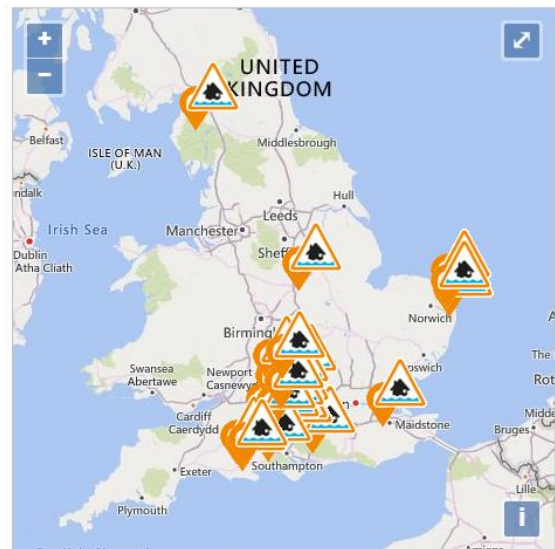 +
−
UNITED
KINGDOM
Belfast
ISLE OF MAN
(U.K.)
Middlesbrough
ndalk
Irish Sea
Leeds
Hull
Manchester
Dublin
Atha Cliath
Norwich
Swansea
Abertawe
Newport
Cardiff
Caerdydd
Maidstone
Bruges
Southampton
Exeter
Lille
Plymouth
i